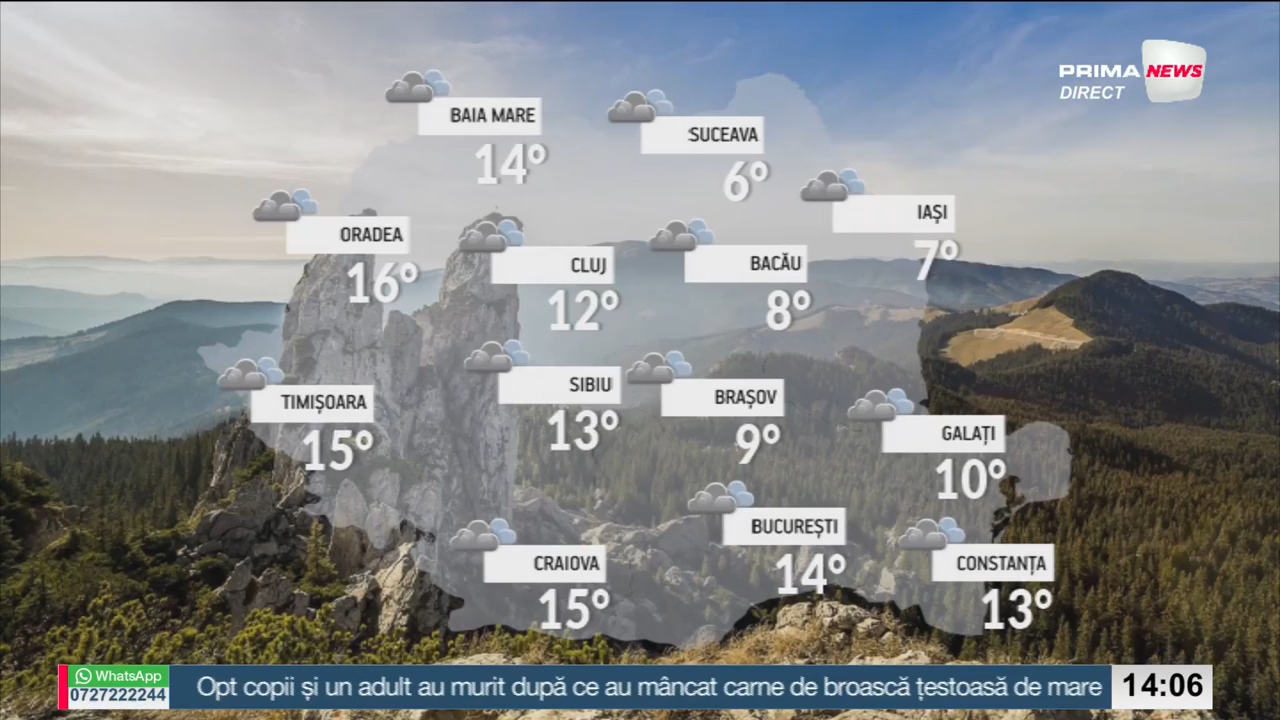 PRIMA NEWS
DIRECT
BAIA MARE
14°
SUCEAVA
6°
IAȘI
7°
ORADEA
16°
CLUJ
12°
BACĂU
8°
TIMIȘOARA
15°
SIBIU
13°
BRAȘOV
9°
GALAȚI
10°
CRAIOVA
15°
BUCUREȘTI
14°
CONSTANȚA
13°
WhatsApp
0727222244
Opt copii și un adult au murit după ce au mâncat carne de broască țestoasă de mare
14:06